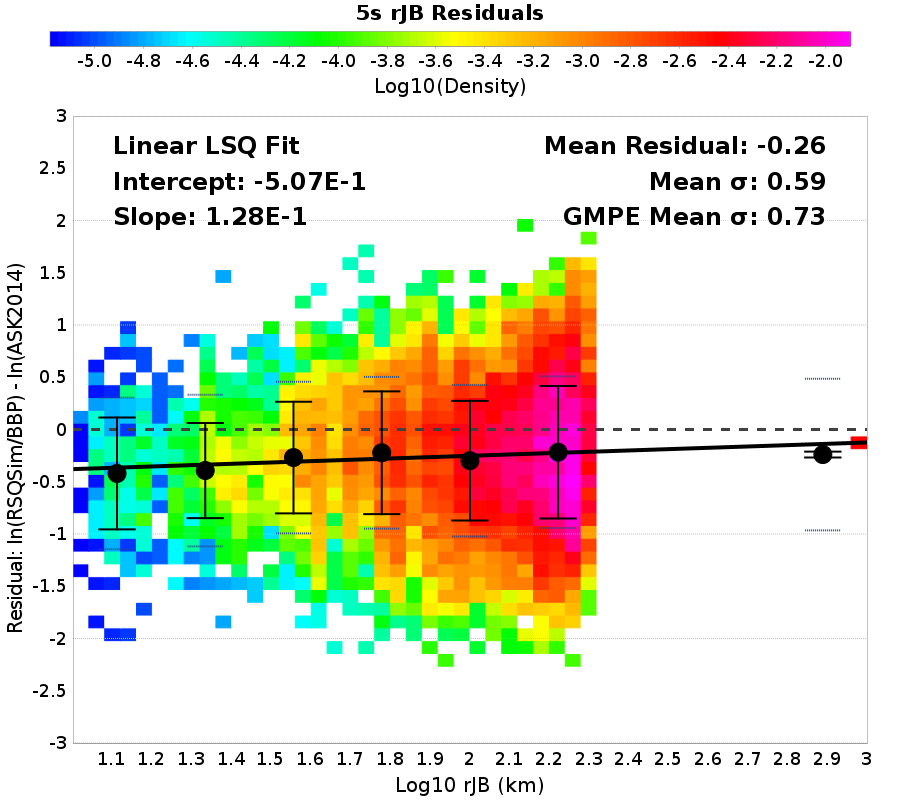 5s rJB Residuals
-5.0 -4.8 -4.6 -4.4 -4.2 -4.0 -3.8 -3.6 -3.4 -3.2 -3.0 -2.8 -2.6 -2.4 -2.2 -2.0
Log10(Density)
Linear LSQ Fit
Intercept: -5.07E-1
Slope: 1.28E-1
Mean Residual: -0.26
Mean σ: 0.59
GMPE Mean σ: 0.73
Residual: ln(RSQSim/BBP) - ln(ASK2014)
3
2.5
2
1.5
1
0.5
0
-0.5
-1
-1.5
-2
-2.5
-3
1.1 1.2 1.3 1.4 1.5 1.6 1.7 1.8 1.9 2 2.1 2.2 2.3 2.4 2.5 2.6 2.7 2.8 2.9 3
Log10 rJB (km)